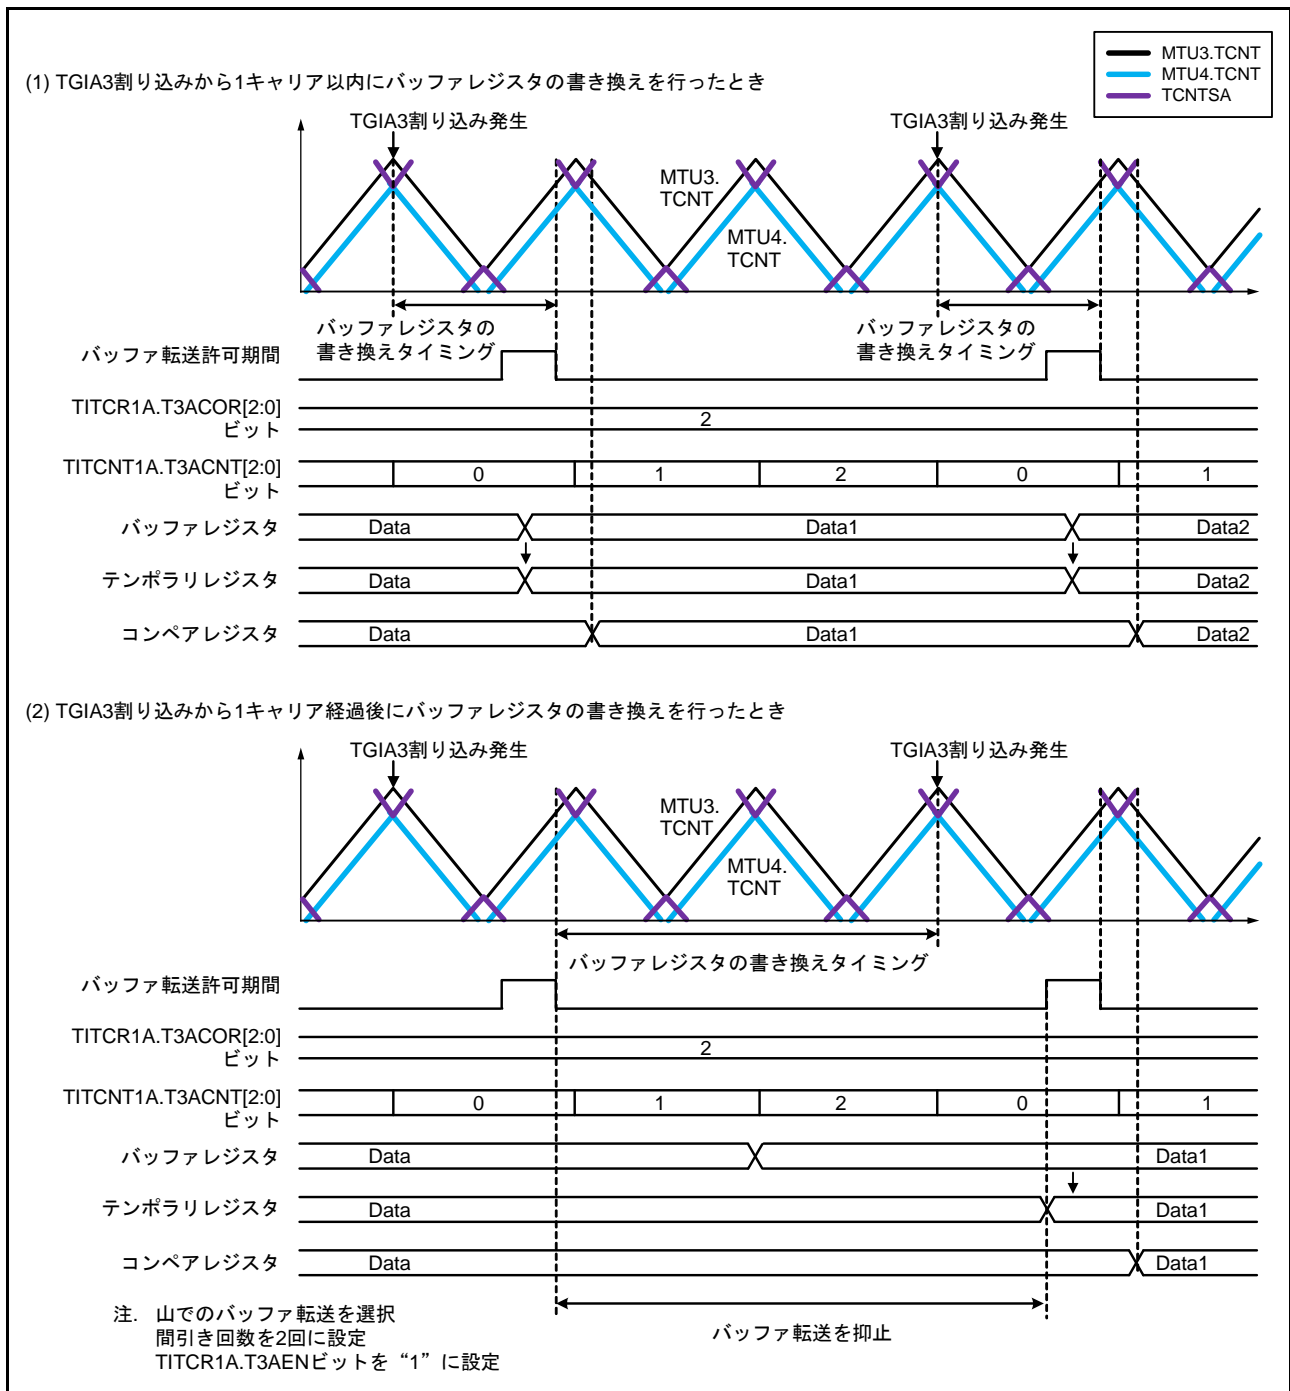 MTU3.TCNT
MTU4.TCNT
TCNTSA
(1) TGIA3割り込みから1キャリア以内にバッファレジスタの書き換えを行ったとき
TGIA3割り込み発生
TGIA3割り込み発生
MTU3.
TCNT
MTU4.
TCNT
バッファレジスタの
書き換えタイミング
バッファレジスタの
書き換えタイミング
バッファ転送許可期間
TITCR1A.T3ACOR[2:0]
ビット
2
TITCNT1A.T3ACNT[2:0]
ビット
0
1
2
0
1
バッファレジスタ
Data
Data1
Data2
テンポラリレジスタ
Data
Data1
Data2
コンペアレジスタ
Data
Data1
Data2
(2) TGIA3割り込みから1キャリア経過後にバッファレジスタの書き換えを行ったとき
TGIA3割り込み発生
TGIA3割り込み発生
MTU3.
TCNT
MTU4.
TCNT
バッファレジスタの書き換えタイミング
バッファ転送許可期間
TITCR1A.T3ACOR[2:0]
ビット
2
TITCNT1A.T3ACNT[2:0]
ビット
0
1
2
0
1
バッファレジスタ
Data
Data1
テンポラリレジスタ
Data
Data1
コンペアレジスタ
Data
Data1
バッファ転送を抑止
注. 山でのバッファ転送を選択
間引き回数を2回に設定
TITCR1A.T3AENビットを“1”に設定